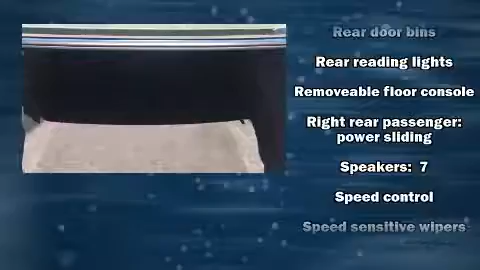 Rear door bins
Rear reading lights
Removeable floor console
Right rear passenger:
power sliding
Speakers: 7
Speed control
Speed sensitive wipers